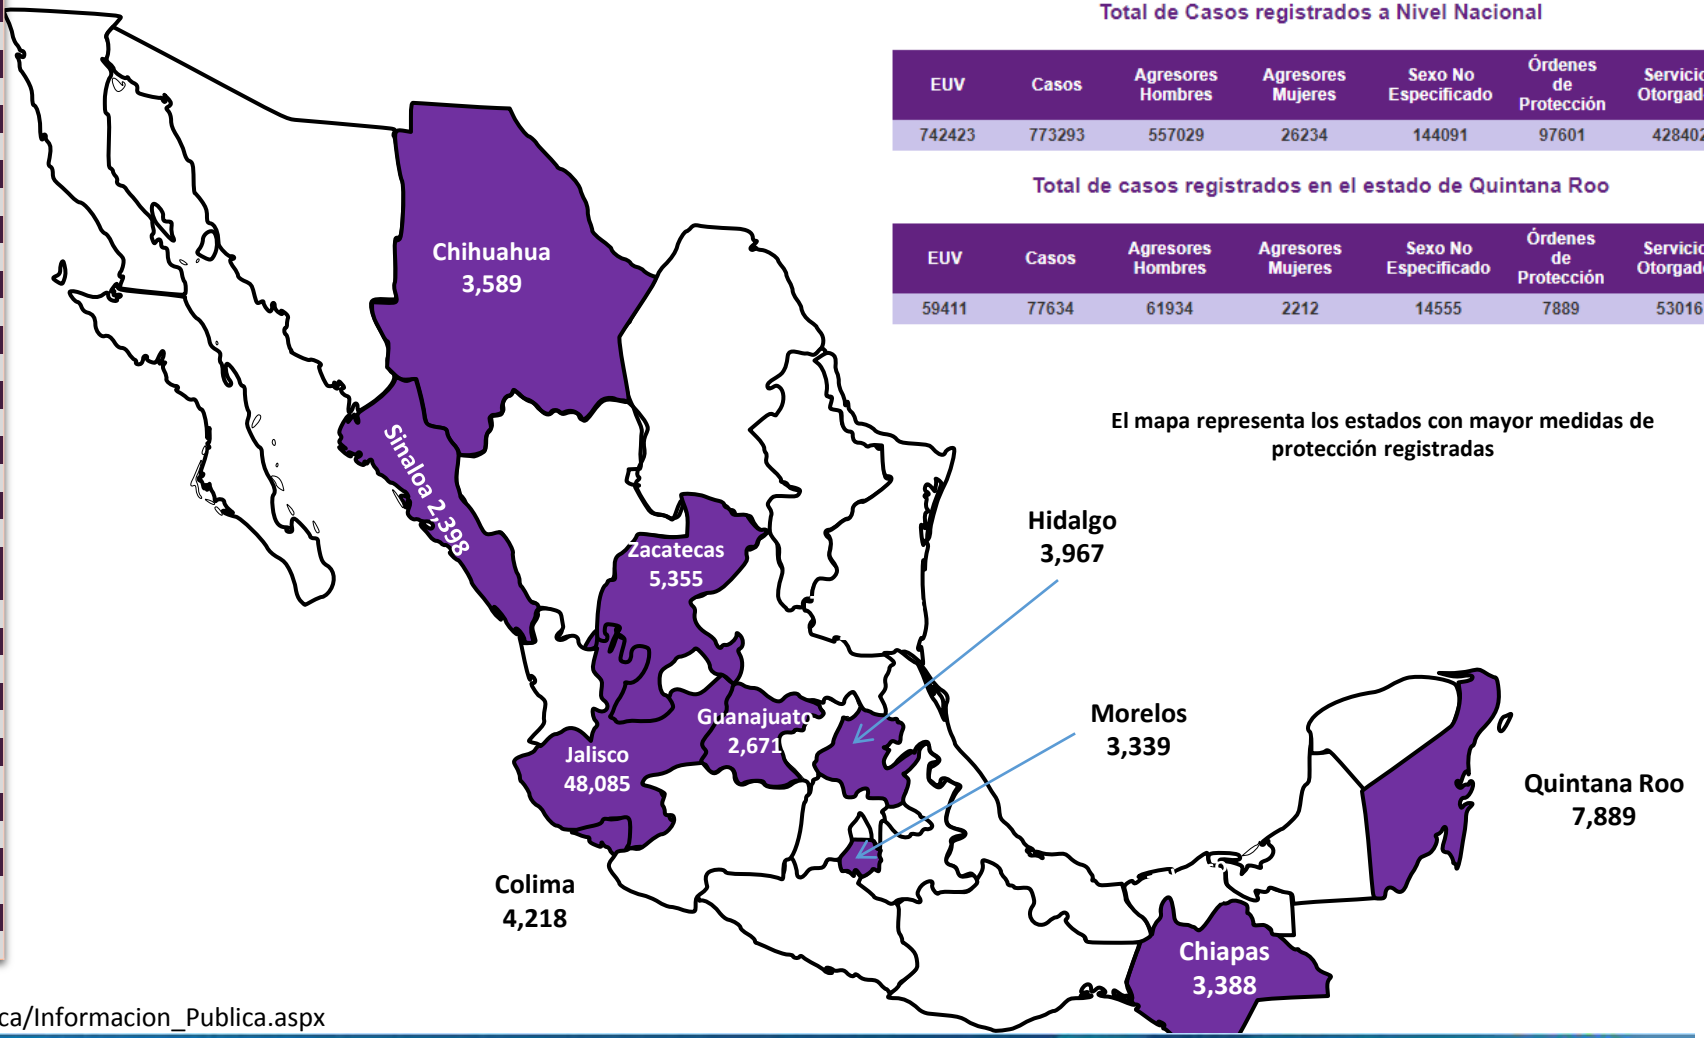 Total de Casos registrados a Nivel Nacional
EUV Casos Agresores Hombres Agresores Mujeres Sexo No Especificado Órdenes de Protección Servicio Otorgad
742423 773293 557029 26234 144091 97601 428402
Total de casos registrados en el estado de Quintana Roo
EUV Casos Agresores Hombres Agresores Mujeres Sexo No Especificado Órdenes de Protección Servicio Otorgad
59411 77634 61934 2212 14555 7889 53016
El mapa representa los estados con mayor medidas de
protección registradas
Chihuahua
3,589
Sinaloa 2,398
Zacatecas
5,355
Hidalgo
3,967
Guanajuato
2,671
Morelos
3,339
Jalisco
48,085
Quintana Roo
7,889
Colima
4,218
Chiapas
3,388
ca/Informacion_Publica.aspx